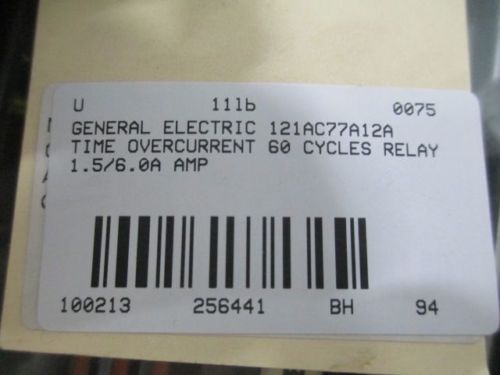 U 11lb 0075
GENERAL ELECTRIC 121AC77A12A
TIME OVERCURRENT 60 CYCLES RELAY
1.5/6.0A AMP
100213 256441 BH 94